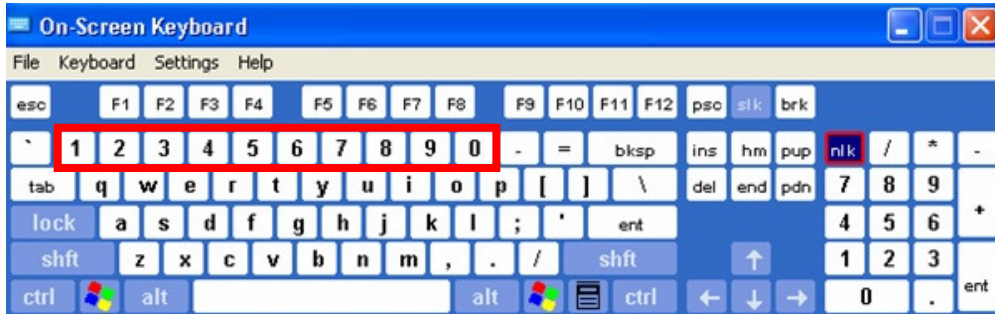 On-Screen Keyboard
File Keyboard Settings Help
esc F1 F2 F3 F4 F5 F6 F7 F8 F9 F10 F11 F12 psc slk brk
` 1 2 3 4 5 6 7 8 9 0 - = bksp ins hm pup nlk / * -
tab q w e r t y u i o p [ ] \ del end pdn 7 8 9 +
lock a s d f g h j k l ; ' ent 4 5 6
shft z x c v b n m , . / shft ↑ 1 2 3 ent
ctrl alt alt ctrl ← ↓ → 0 .